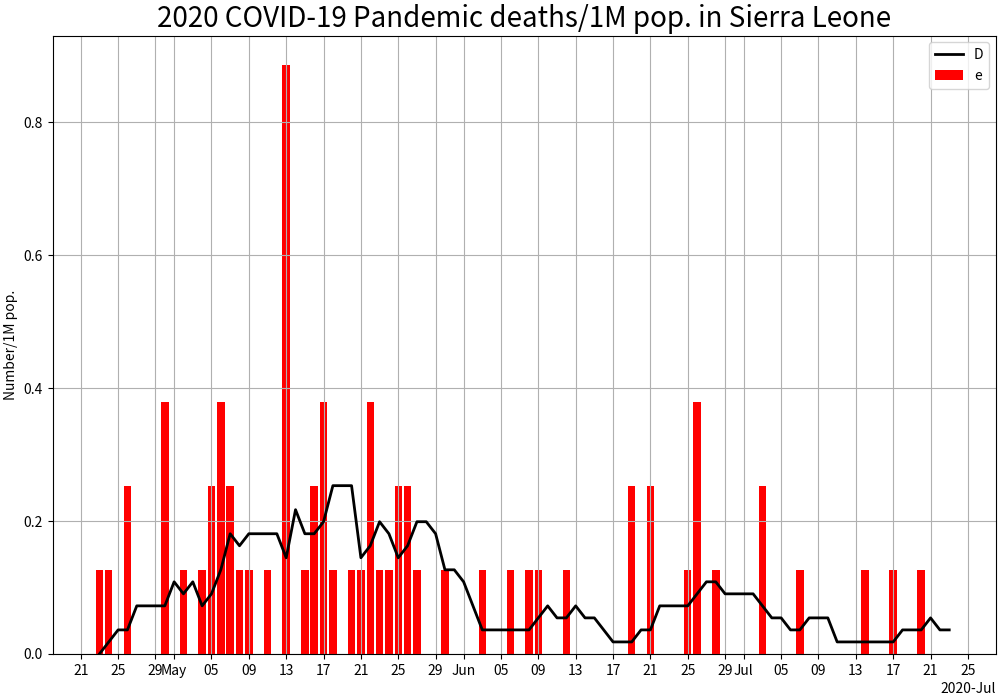 2020 COVID-19 Pandemic deaths/1M pop. in Sierra Leone
D
e
0.8
0.6
0.4
0.2
0.0
Number/1M pop.
21 25 29 May 05 09 13 17 21 25 29 Jun 05 09 13 17 21 25 29 Jul 05 09 13 17 21 25
2020-Jul